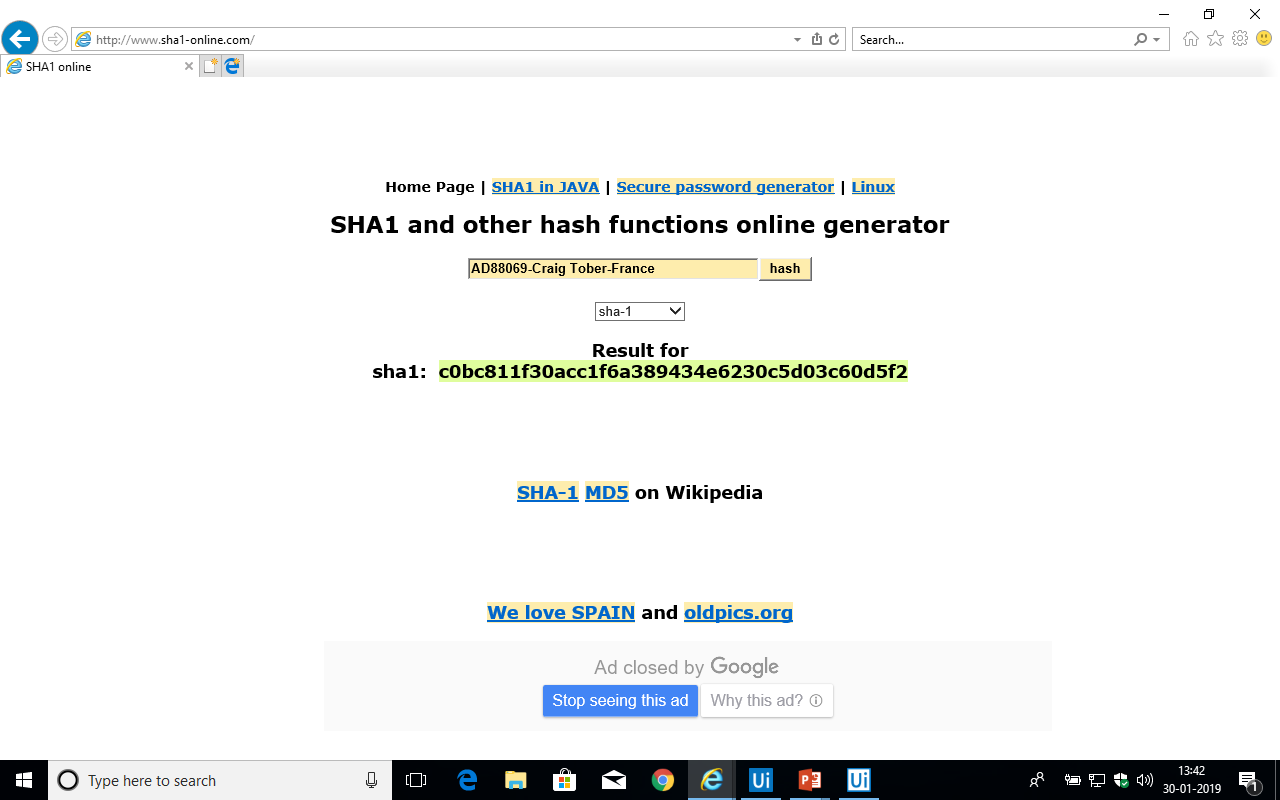 http://www.sha1-online.com/
Search...
SHA1 online
Home Page | SHA1 in JAVA | Secure password generator | Linux
SHA1 and other hash functions online generator
AD88069-Craig Tober-France hash
sha-1
Result for
sha1: c0bc811f30acc1f6a389434e6230c5d03c60d5f2
SHA-1 MD5 on Wikipedia
We love SPAIN and oldpics.org
Ad closed by Google
Stop seeing this ad Why this ad?
Type here to search
Ui
Ui
13:42
30-01-2019
1